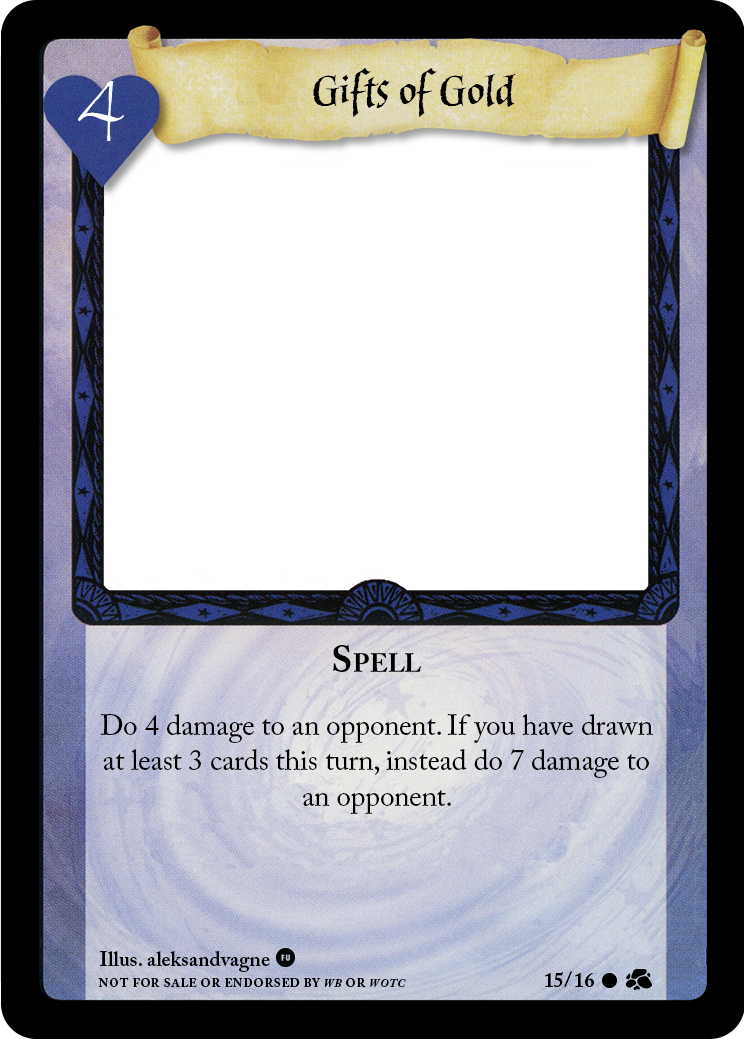 Gifts of Gold
4
SPELL
Do 4 damage to an opponent. If you have drawn
at least 3 cards this turn, instead do 7 damage to
an opponent.
Illus. aleksandvagne FU
NOT FOR SALE OR ENDORSED BY WB OR WOTC
15/16